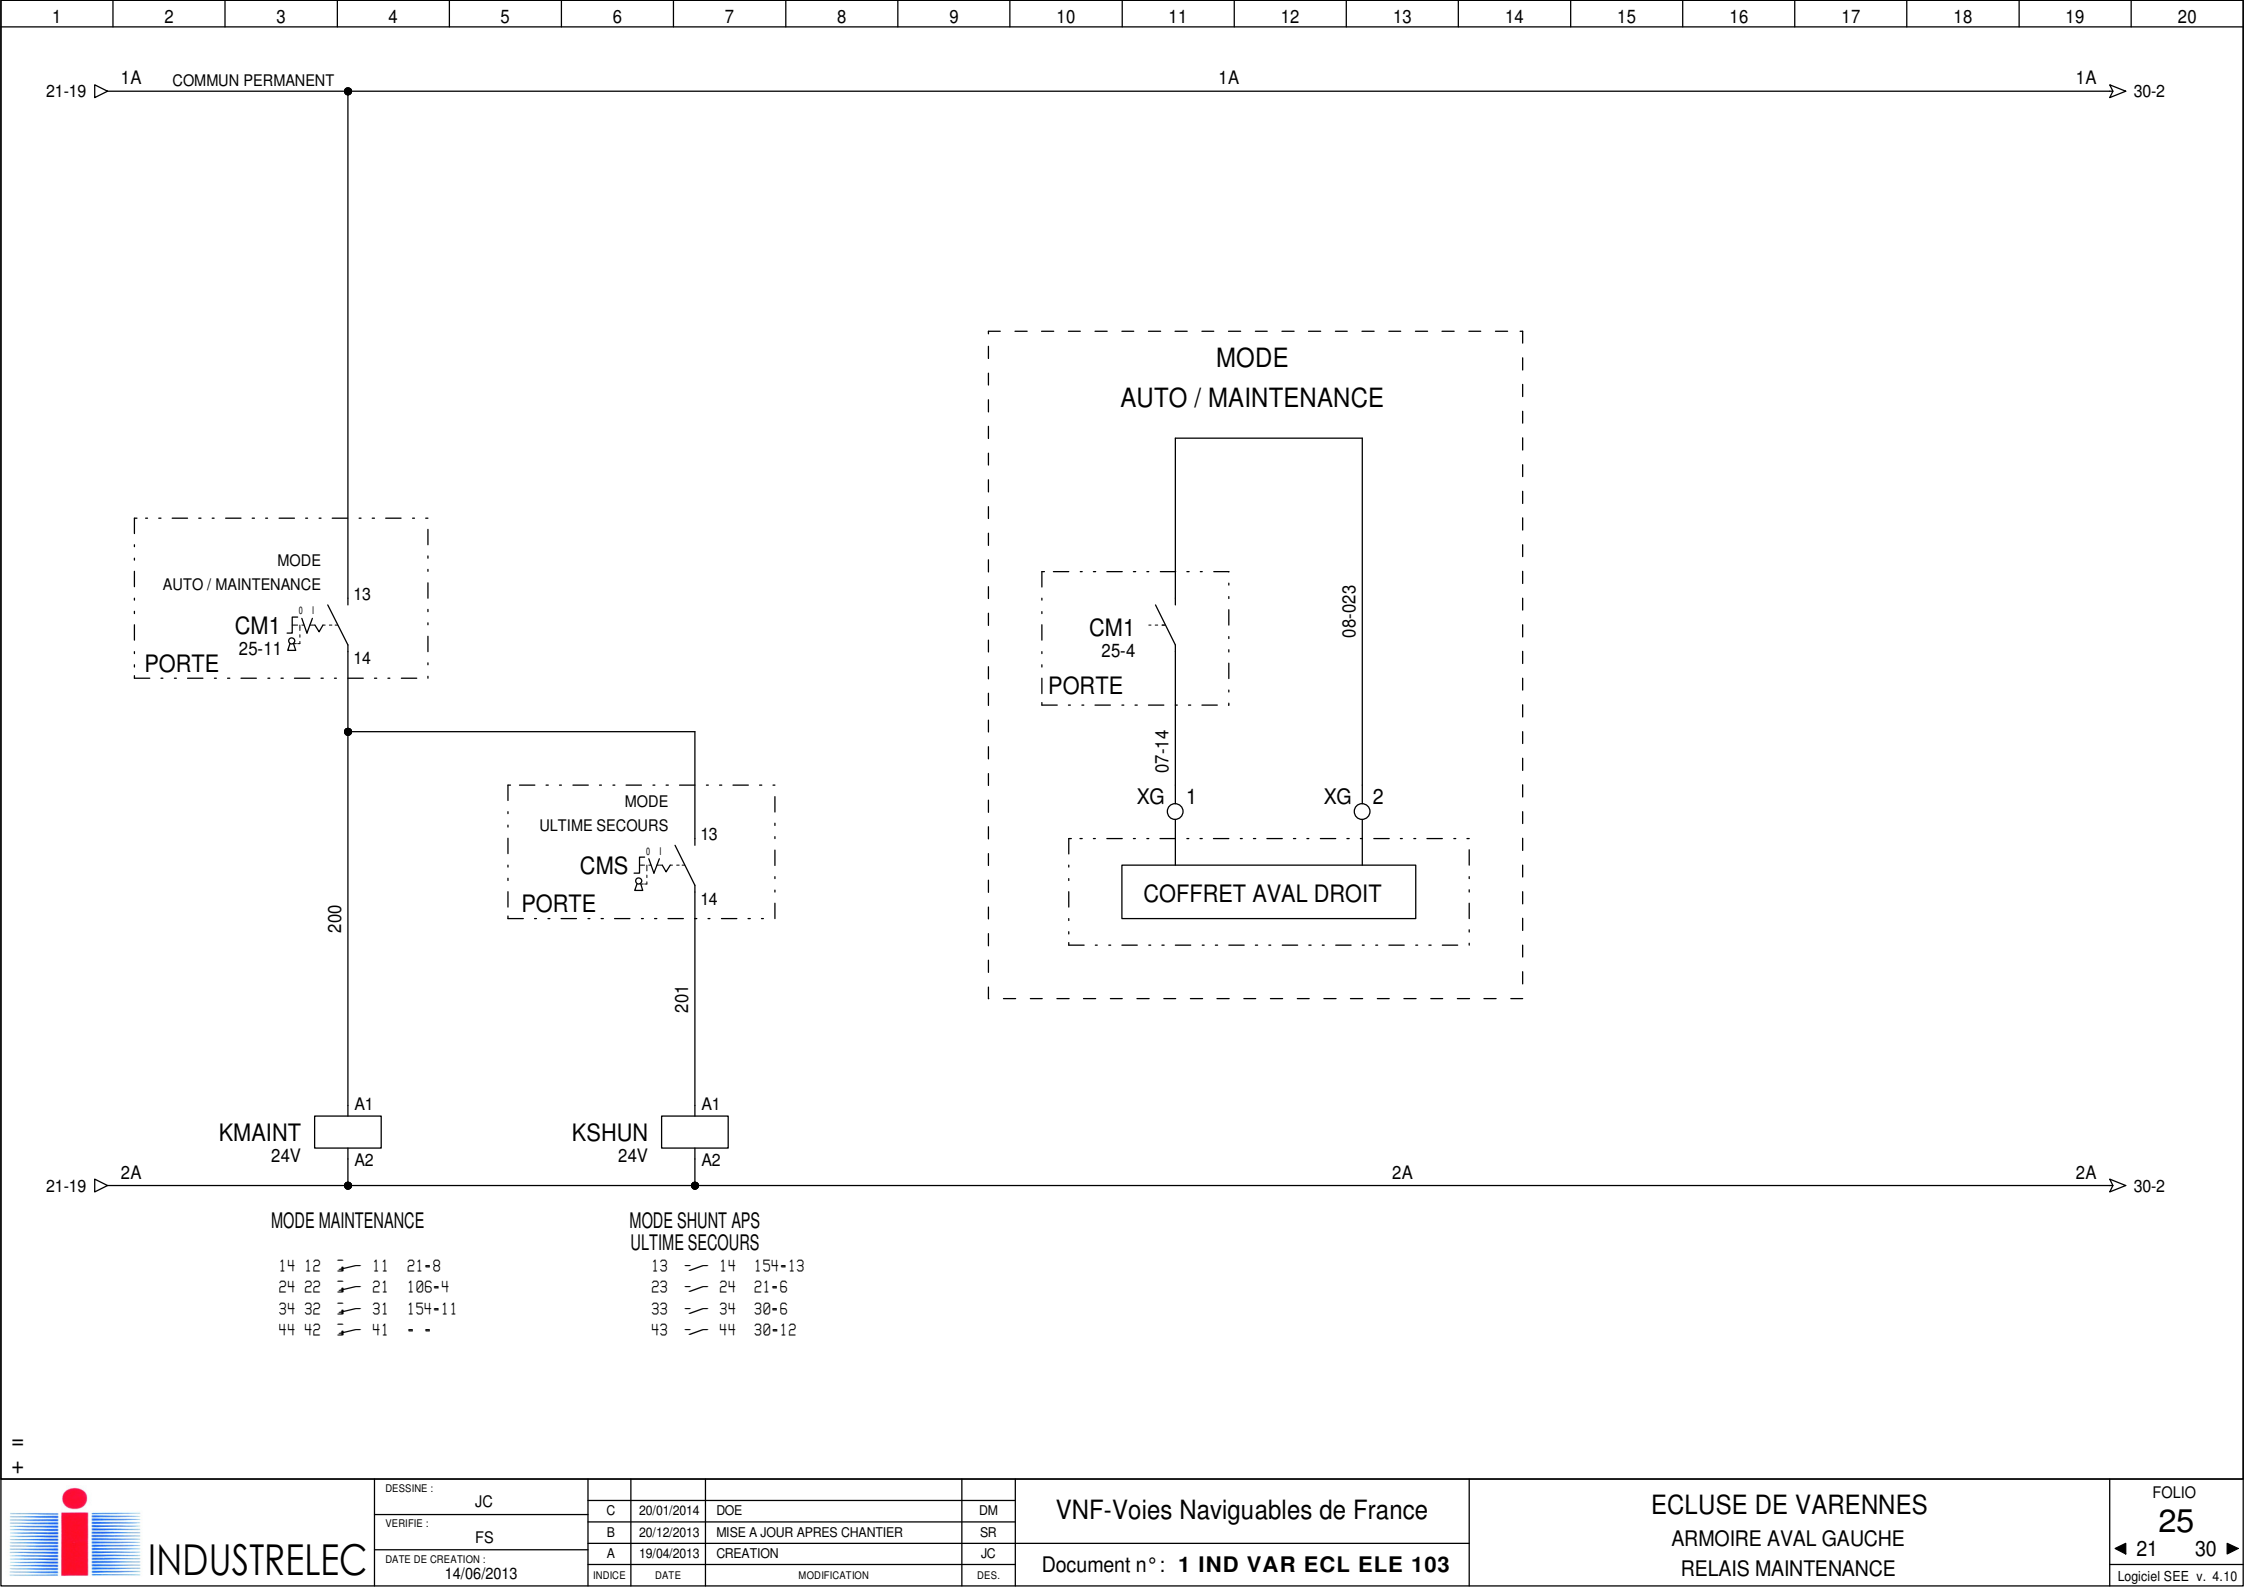 1 2 3 4 5 6 7 8 9 10 11 12 13 14 15 16 17 18 19 20
21-19 1A COMMUN PERMANENT 1A 1A 30-2
MODE
AUTO / MAINTENANCE
MODE
AUTO / MAINTENANCE
13
0 I
CM1
25-11
14
PORTE
CM1
25-4
PORTE
08-023
07-14
XG 1
XG 2
COFFRET AVAL DROIT
MODE
ULTIME SECOURS
13
0 I
CMS
14
PORTE
200
201
A1
KMAINT
24V
A2
A1
KSHUN
24V
A2
21-19 2A 2A 2A 30-2
MODE MAINTENANCE
14 12 11 21-8
24 22 21 106-4
34 32 31 154-11
44 42 41 - -
MODE SHUNT APS
ULTIME SECOURS
13 14 154-13
23 24 21-6
33 34 30-6
43 44 30-12
=
+
INDUSTRELEC
DESSINE :
JC
VERIFIE :
FS
DATE DE CREATION :
14/06/2013
C 20/01/2014 DOE DM
B 20/12/2013 MISE A JOUR APRES CHANTIER SR
A 19/04/2013 CREATION JC
INDICE DATE MODIFICATION DES.
VNF-Voies Naviguables de France
Document n° : 1 IND VAR ECL ELE 103
ECLUSE DE VARENNES
ARMOIRE AVAL GAUCHE
RELAIS MAINTENANCE
FOLIO
25
21 30
Logiciel SEE v. 4.10